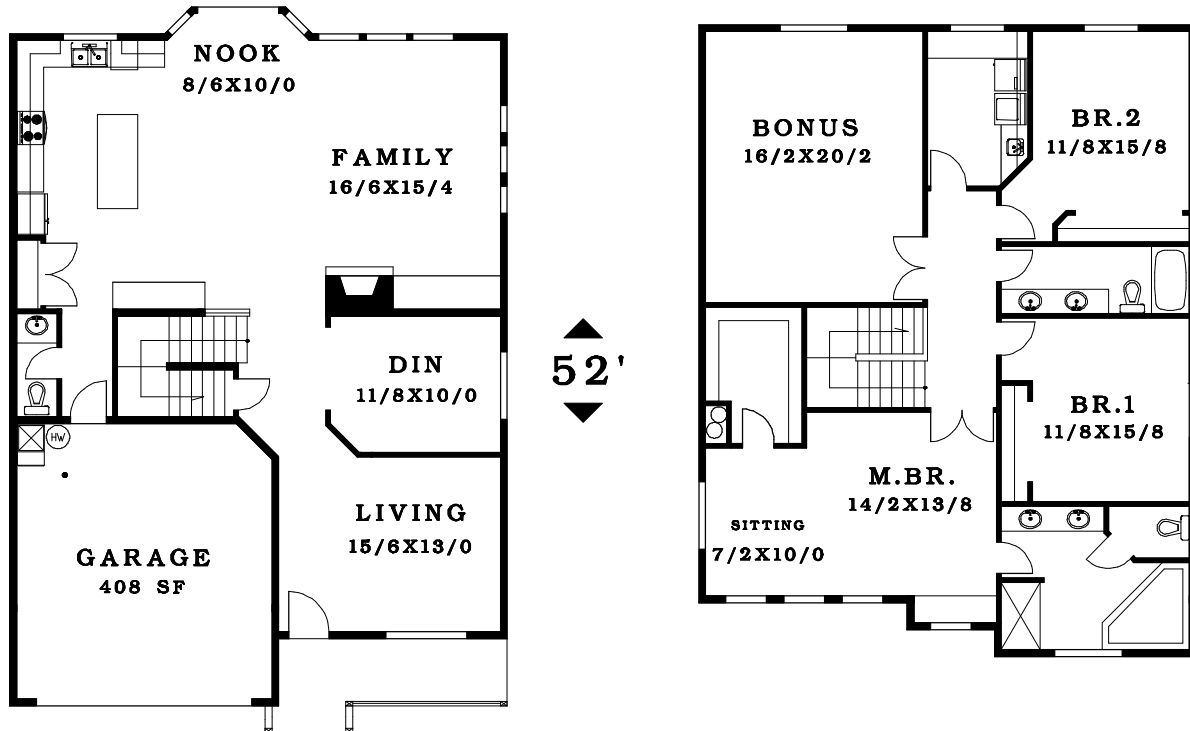 NOOK
8/6X10/0
FAMILY
16/6X15/4
DIN
11/8X10/0
HW
LIVING
15/6X13/0
GARAGE
408 SF
52'
BONUS
16/2X20/2
BR.2
11/8X15/8
BR.1
11/8X15/8
M.BR.
14/2X13/8
SITTING
7/2X10/0